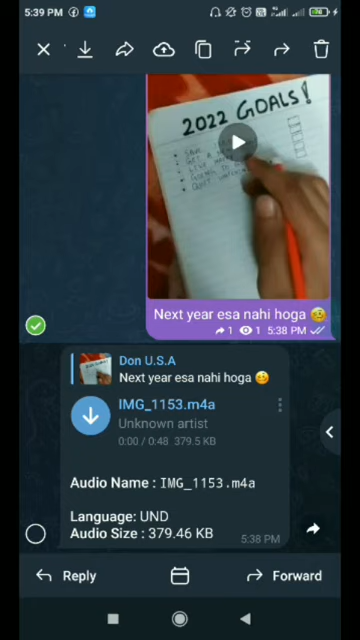 5:39 PM
2022 GOALS!
Next year esa nahi hoga
1 1 5:38 PM
Don U.S.A
Next year esa nahi hoga
IMG_1153.m4a
Unknown artist
0:00 / 0:48 379.5 KB
Audio Name : IMG_1153.m4a
Language: UND
Audio Size : 379.46 KB
5:38 PM
Reply Forward